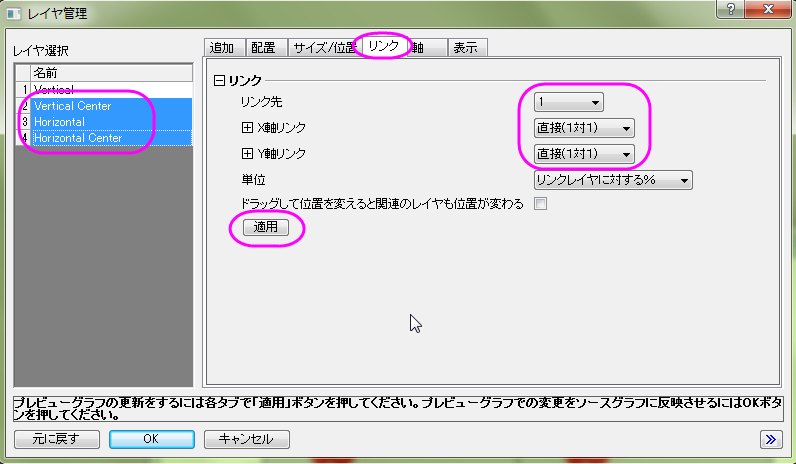 レイヤ管理
レイヤ選択
追加 配置 サイズ/位置 リンク 軸 表示
名前
1 Vertical
2 Vertical Center
3 Horizontal
4 Horizontal Center
リンク
リンク先 1
X軸リンク 直接(1対1)
Y軸リンク 直接(1対1)
単位 リンクレイヤに対する%
ドラッグして位置を変えると関連のレイヤも位置が変わる
適用
プレビューグラフの更新をするには各タブで「適用」ボタンを押してください。プレビューグラフでの変更をソースグラフに反映させるにはOKボタ
ンを押してください。
元に戻す OK キャンセル